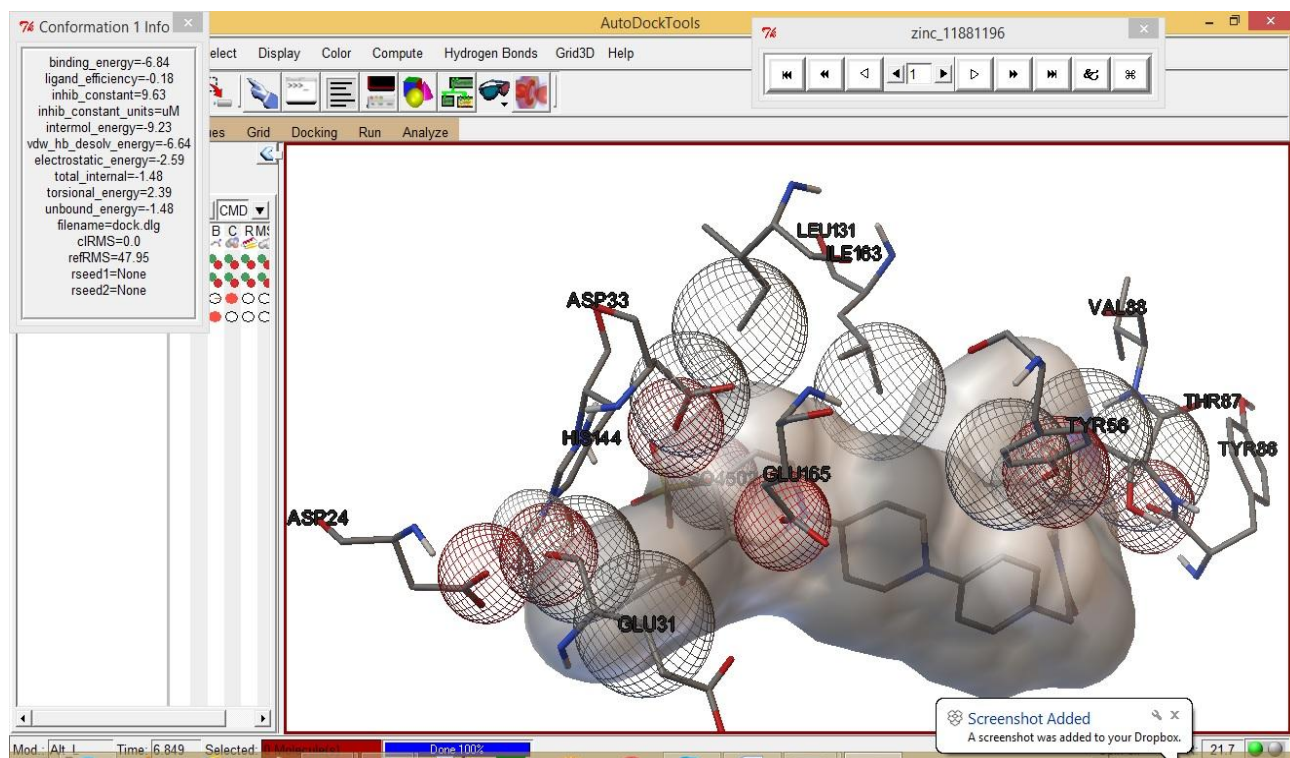 Conformation 1 Info
AutoDockTools
zinc_11881196
binding_energy=-6.84
ligand_efficiency=-0.18
inhib_constant=9.63
inhib_constant_units=uM
intermol_energy=-9.23
vdw_hb_desolv_energy=-6.64
electrostatic_energy=-2.59
total_internal=-1.48
torsional_energy=2.39
unbound_energy=-1.48
filename=dock.dlg
clRMS=0.0
refRMS=47.95
rseed1=None
rseed2=None
elect Display Color Compute Hydrogen Bonds Grid3D Help
1
ues Grid Docking Run Analyze
CMD
B C R MS
LEU131
ILE163
ASP33
VAL88
THR87
TYR56
TYR86
HIS144
GLU165
ASP24
GLU31
Screenshot Added
A screenshot was added to your Dropbox.
Mod.: Alt_L Time: 6.849 Selected: Done 100% 21.7